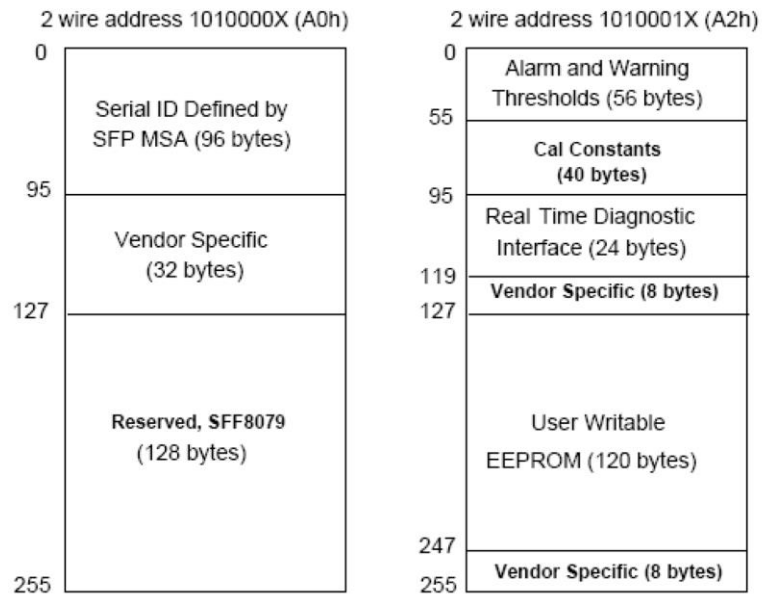 2 wire address 1010000X (A0h)
0
Serial ID Defined by
SFP MSA (96 bytes)
95
Vendor Specific
(32 bytes)
127
Reserved, SFF8079
(128 bytes)
255
2 wire address 1010001X (A2h)
0
Alarm and Warning
Thresholds (56 bytes)
55
Cal Constants
(40 bytes)
95
Real Time Diagnostic
Interface (24 bytes)
119
Vendor Specific (8 bytes)
127
User Writable
EEPROM (120 bytes)
247
Vendor Specific (8 bytes)
255